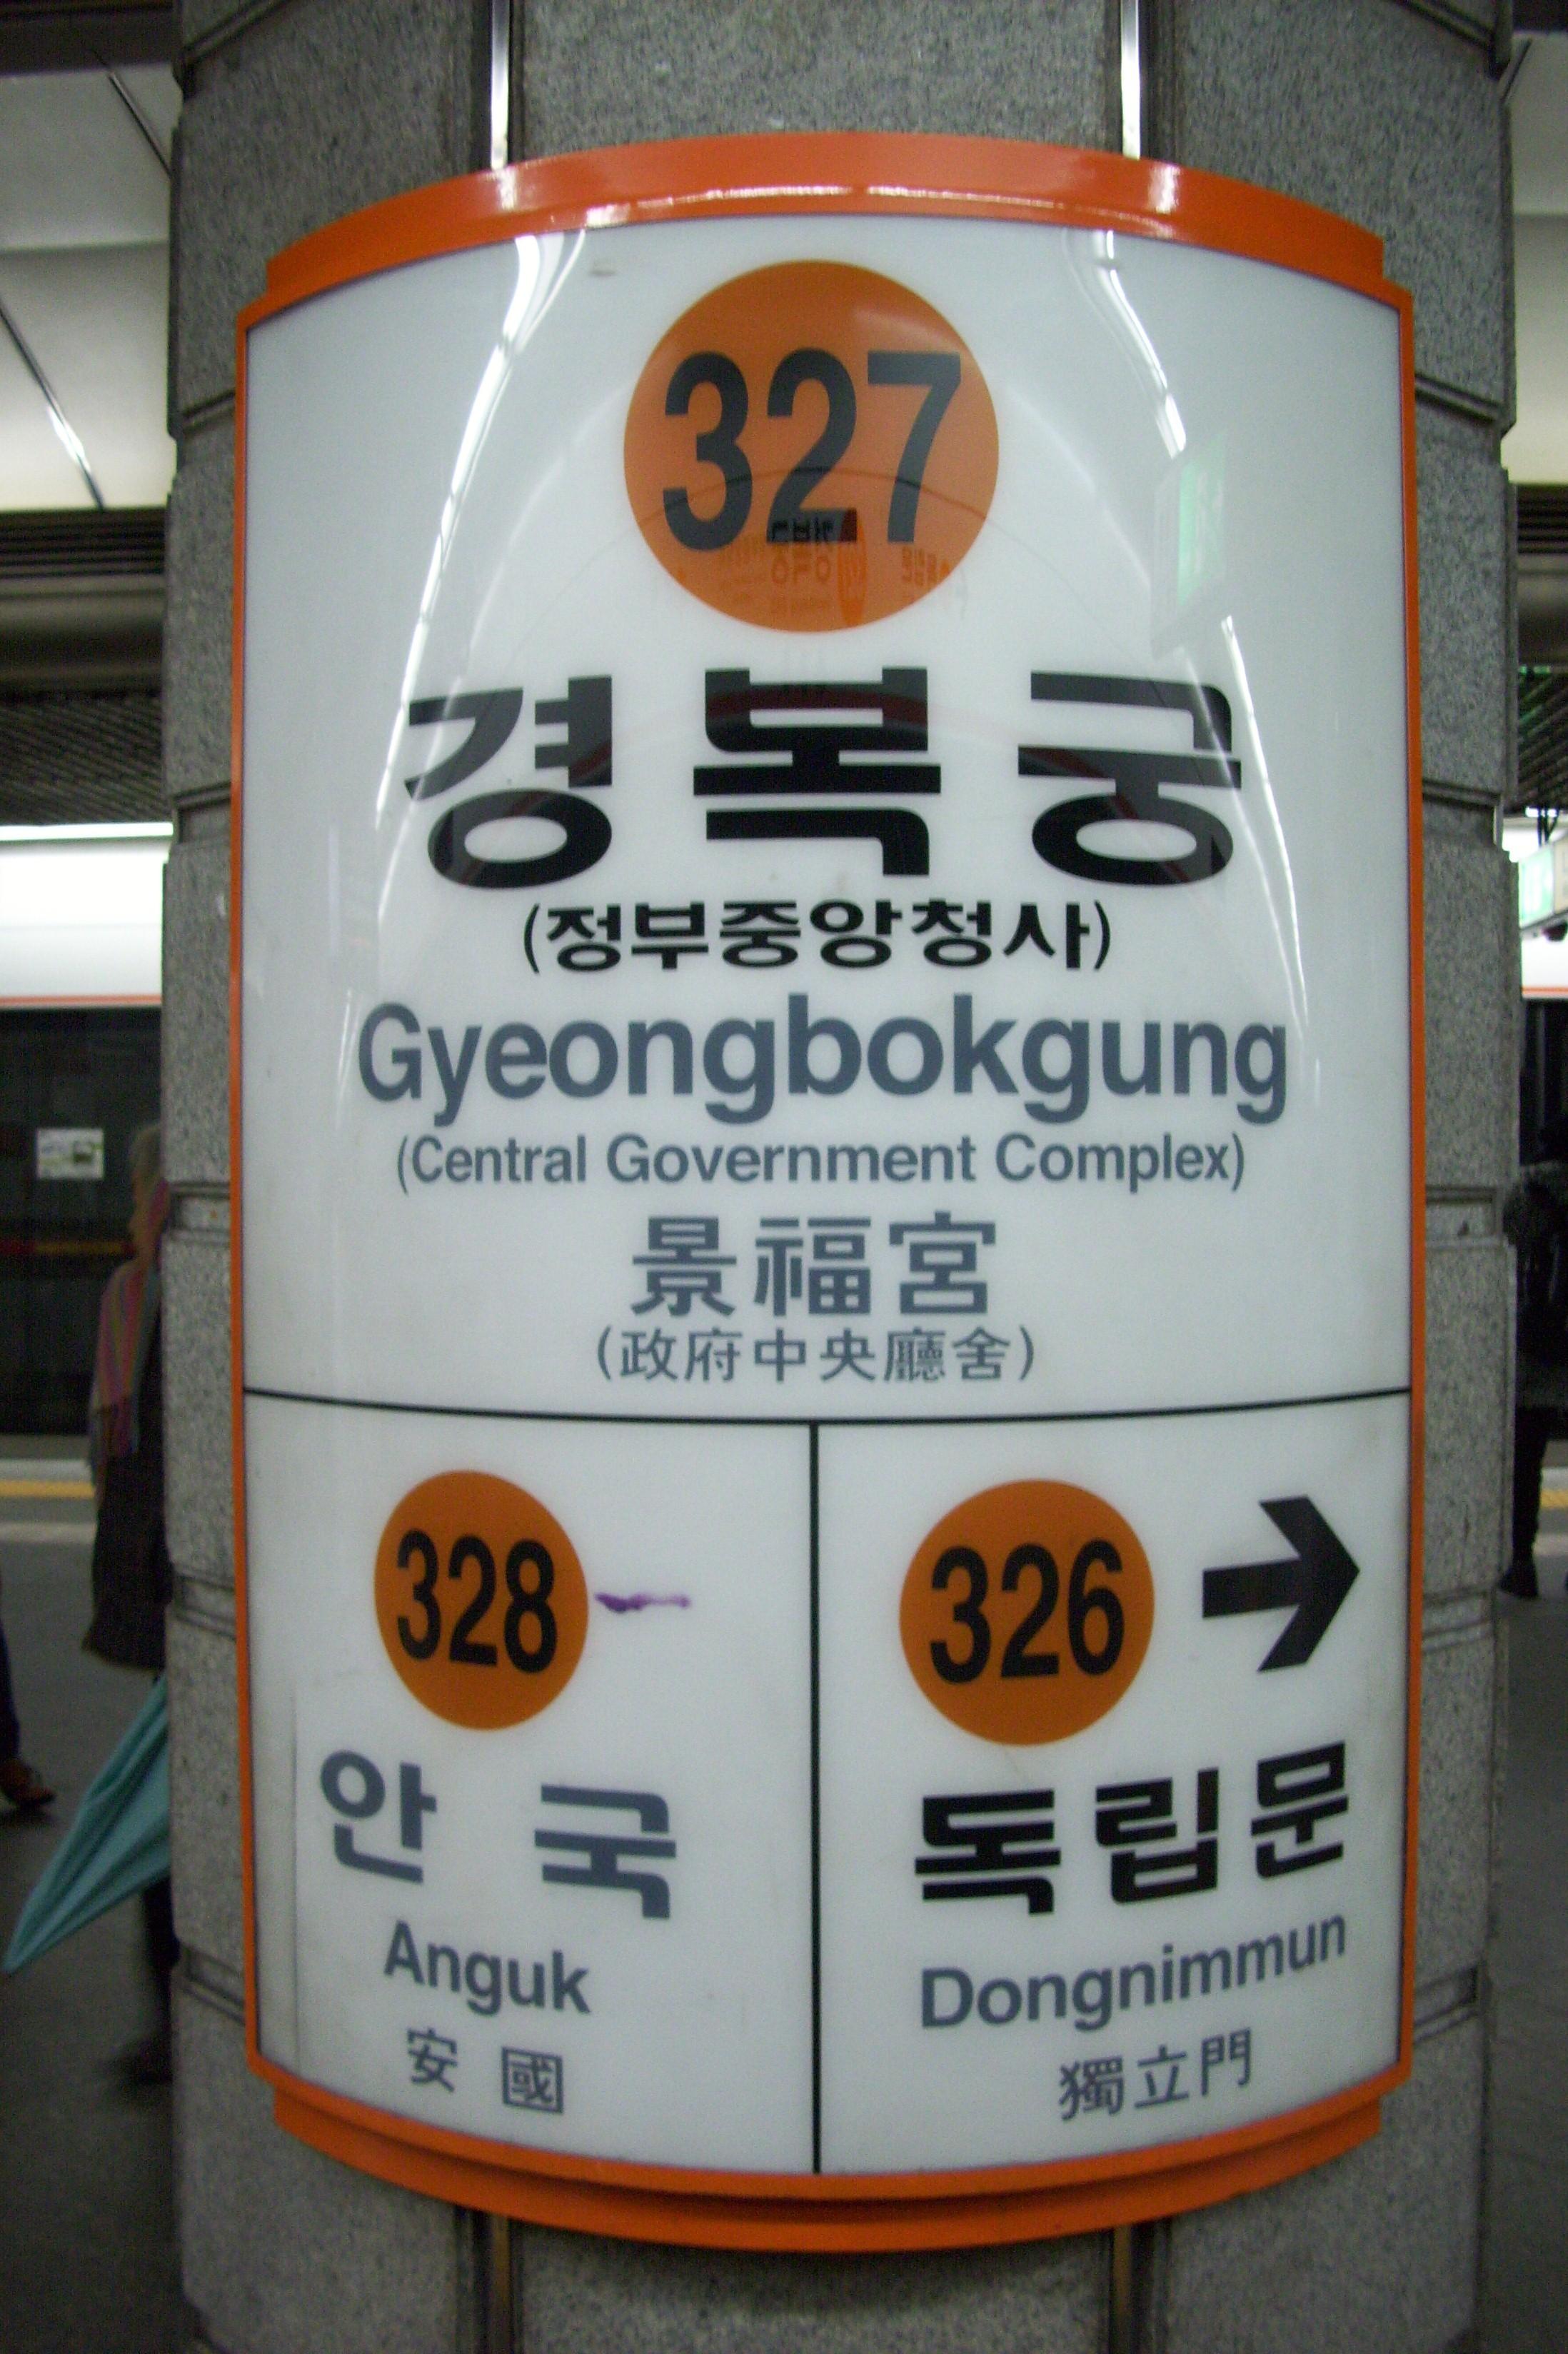 327
경복궁
(정부중앙청사)
Gyeongbokgung
(Central Government Complex)
景福宮
(政府中央廳舍)
328
안국
Anguk
安國
326 →
독립문
Dongnimmun
獨立門